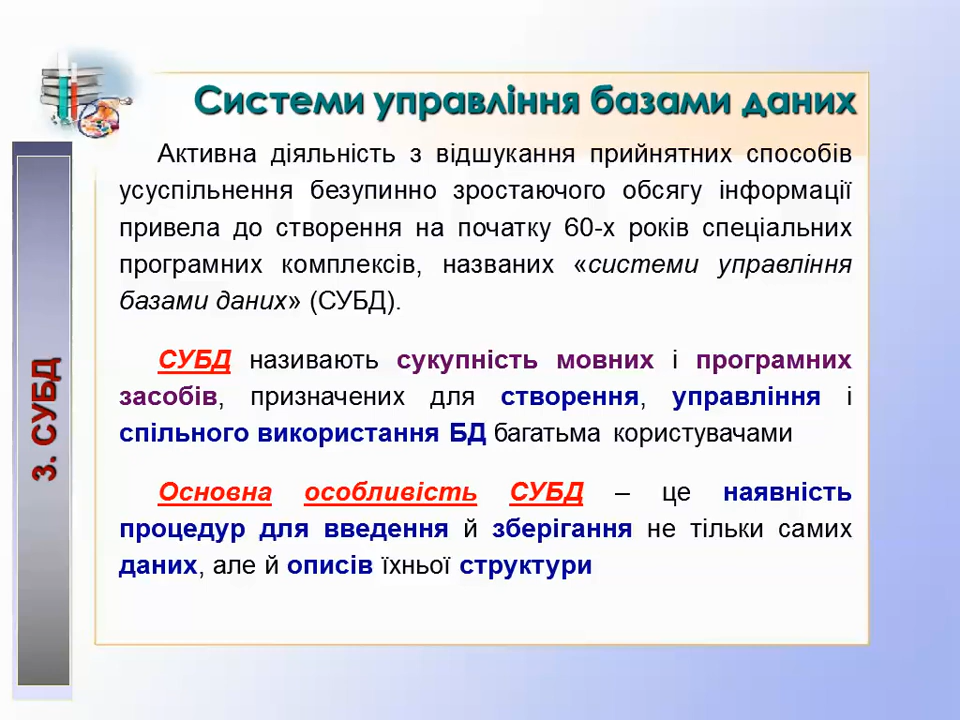 Системи управління базами даних
Активна діяльність з відшукання прийнятних способів
усуспільнення безупинно зростаючого обсягу інформації
привела до створення на початку 60-х років спеціальних
програмних комплексів, названих «системи управління
базами даних» (СУБД).
СУБД називають сукупність мовних і програмних
засобів, призначених для створення, управління і
спільного використання БД багатьма користувачами
Основна особливість СУБД – це наявність
процедур для введення й зберігання не тільки самих
даних, але й описів їхньої структури
3. СУБД